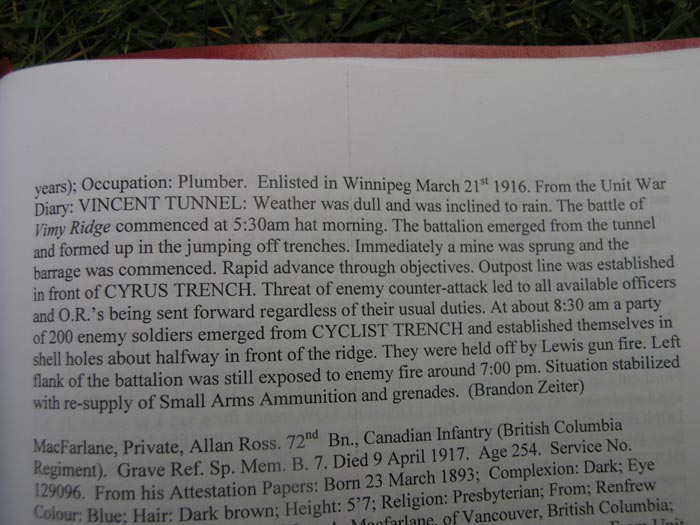 years); Occupation: Plumber. Enlisted in Winnipeg March 21st 1916. From the Unit War
Diary: VINCENT TUNNEL: Weather was dull and was inclined to rain. The battle of
Vimy Ridge commenced at 5:30am hat morning. The battalion emerged from the tunnel
and formed up in the jumping off trenches. Immediately a mine was sprung and the
barrage was commenced. Rapid advance through objectives. Outpost line was established
in front of CYRUS TRENCH. Threat of enemy counter-attack led to all available officers
and O.R.'s being sent forward regardless of their usual duties. At about 8:30 am a party
of 200 enemy soldiers emerged from CYCLIST TRENCH and established themselves in
shell holes about halfway in front of the ridge. They were held off by Lewis gun fire. Left
flank of the battalion was still exposed to enemy fire around 7:00 pm. Situation stabilized
with re-supply of Small Arms Ammunition and grenades. (Brandon Zeiter)
MacFarlane, Private, Allan Ross. 72nd Bn., Canadian Infantry (British Columbia
Regiment). Grave Ref. Sp. Mem. B. 7. Died 9 April 1917. Age 254. Service No.
129096. From his Attestation Papers: Born 23 March 1893; Complexion: Dark; Eye
Colour: Blue; Hair: Dark brown; Height: 5'7; Religion: Presbyterian; From; Renfrew
Macfarlane, of Vancouver, British Columbia;
From Unit